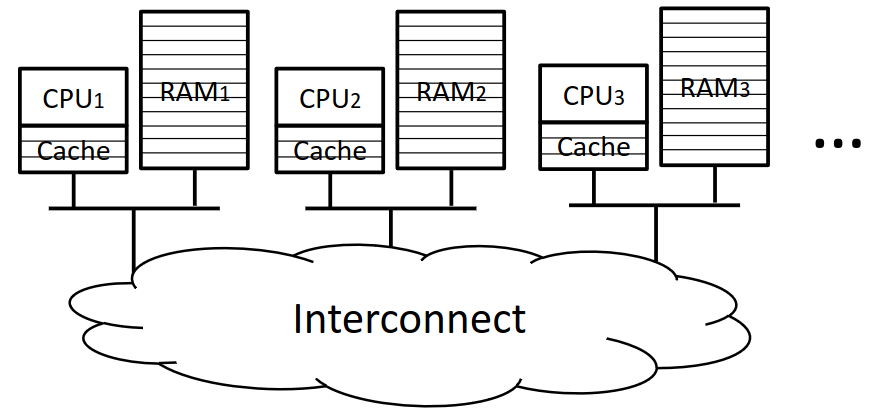 CPU1
Cache
RAM1
CPU2
Cache
RAM2
CPU3
Cache
RAM3
...
Interconnect